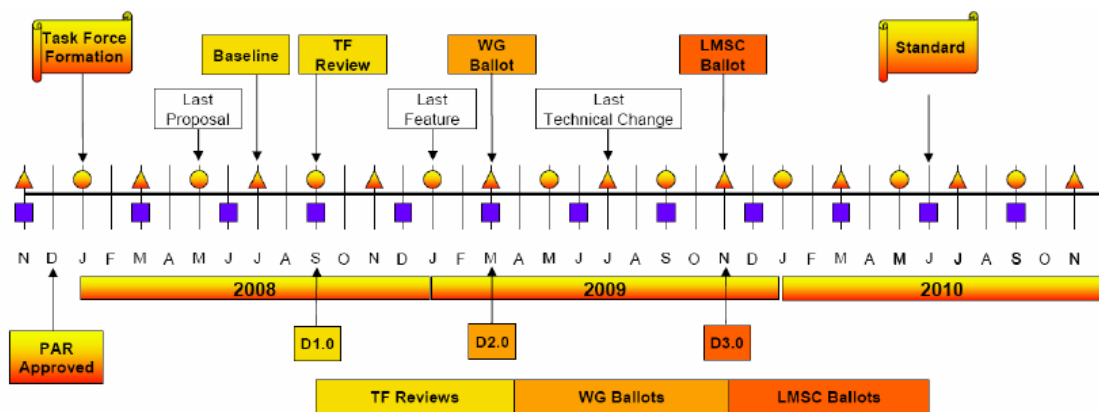 Task Force
Formation
Baseline
TF
Review
WG
Ballot
LMSC
Ballot
Standard
Last
Proposal
Last
Feature
Last
Technical Change
N D J F M A M J J A S O N D J F M A M J J A S O N D J F M A M J J A S O N
2008 2009 2010
PAR
Approved
D1.0
D2.0
D3.0
TF Reviews WG Ballots LMSC Ballots